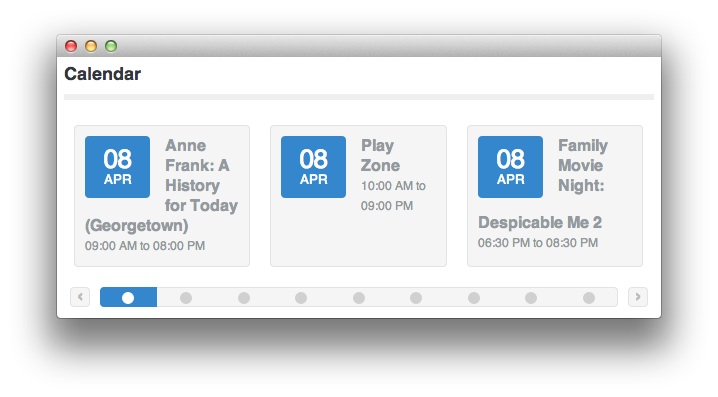 Calendar
08
APR
Anne
Frank: A
History
for Today
(Georgetown)
09:00 AM to 08:00 PM
08
APR
Play
Zone
10:00 AM to
09:00 PM
08
APR
Family
Movie
Night:
Despicable Me 2
06:30 PM to 08:30 PM